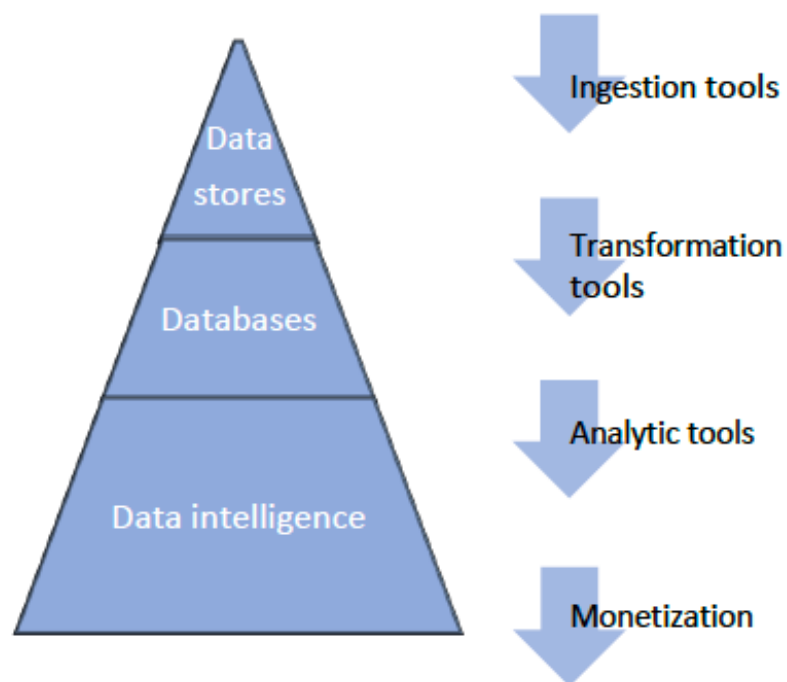 Data
stores
Databases
Data intelligence
Ingestion tools
Transformation
tools
Analytic tools
Monetization